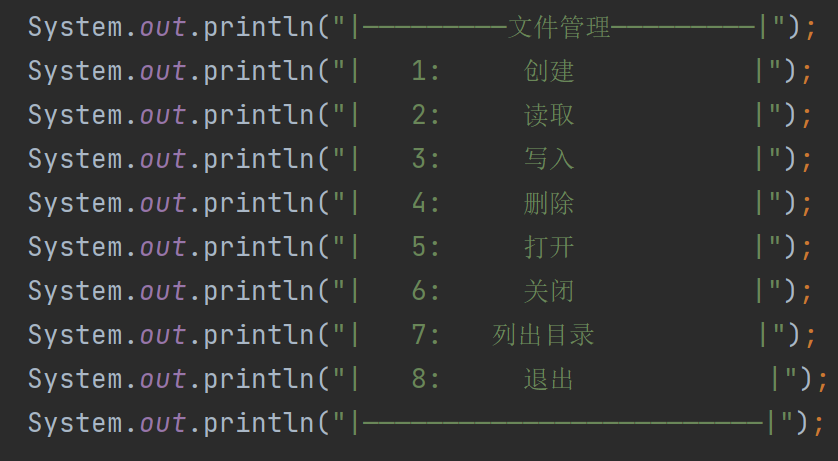 System.out.println("|—————————文件管理—————————|");
System.out.println("|   1:     创建           |");
System.out.println("|   2:     读取           |");
System.out.println("|   3:     写入           |");
System.out.println("|   4:     删除           |");
System.out.println("|   5:     打开           |");
System.out.println("|   6:     关闭           |");
System.out.println("|   7:   列出目录          |");
System.out.println("|   8:     退出            |");
System.out.println("|—————————————————————————|");